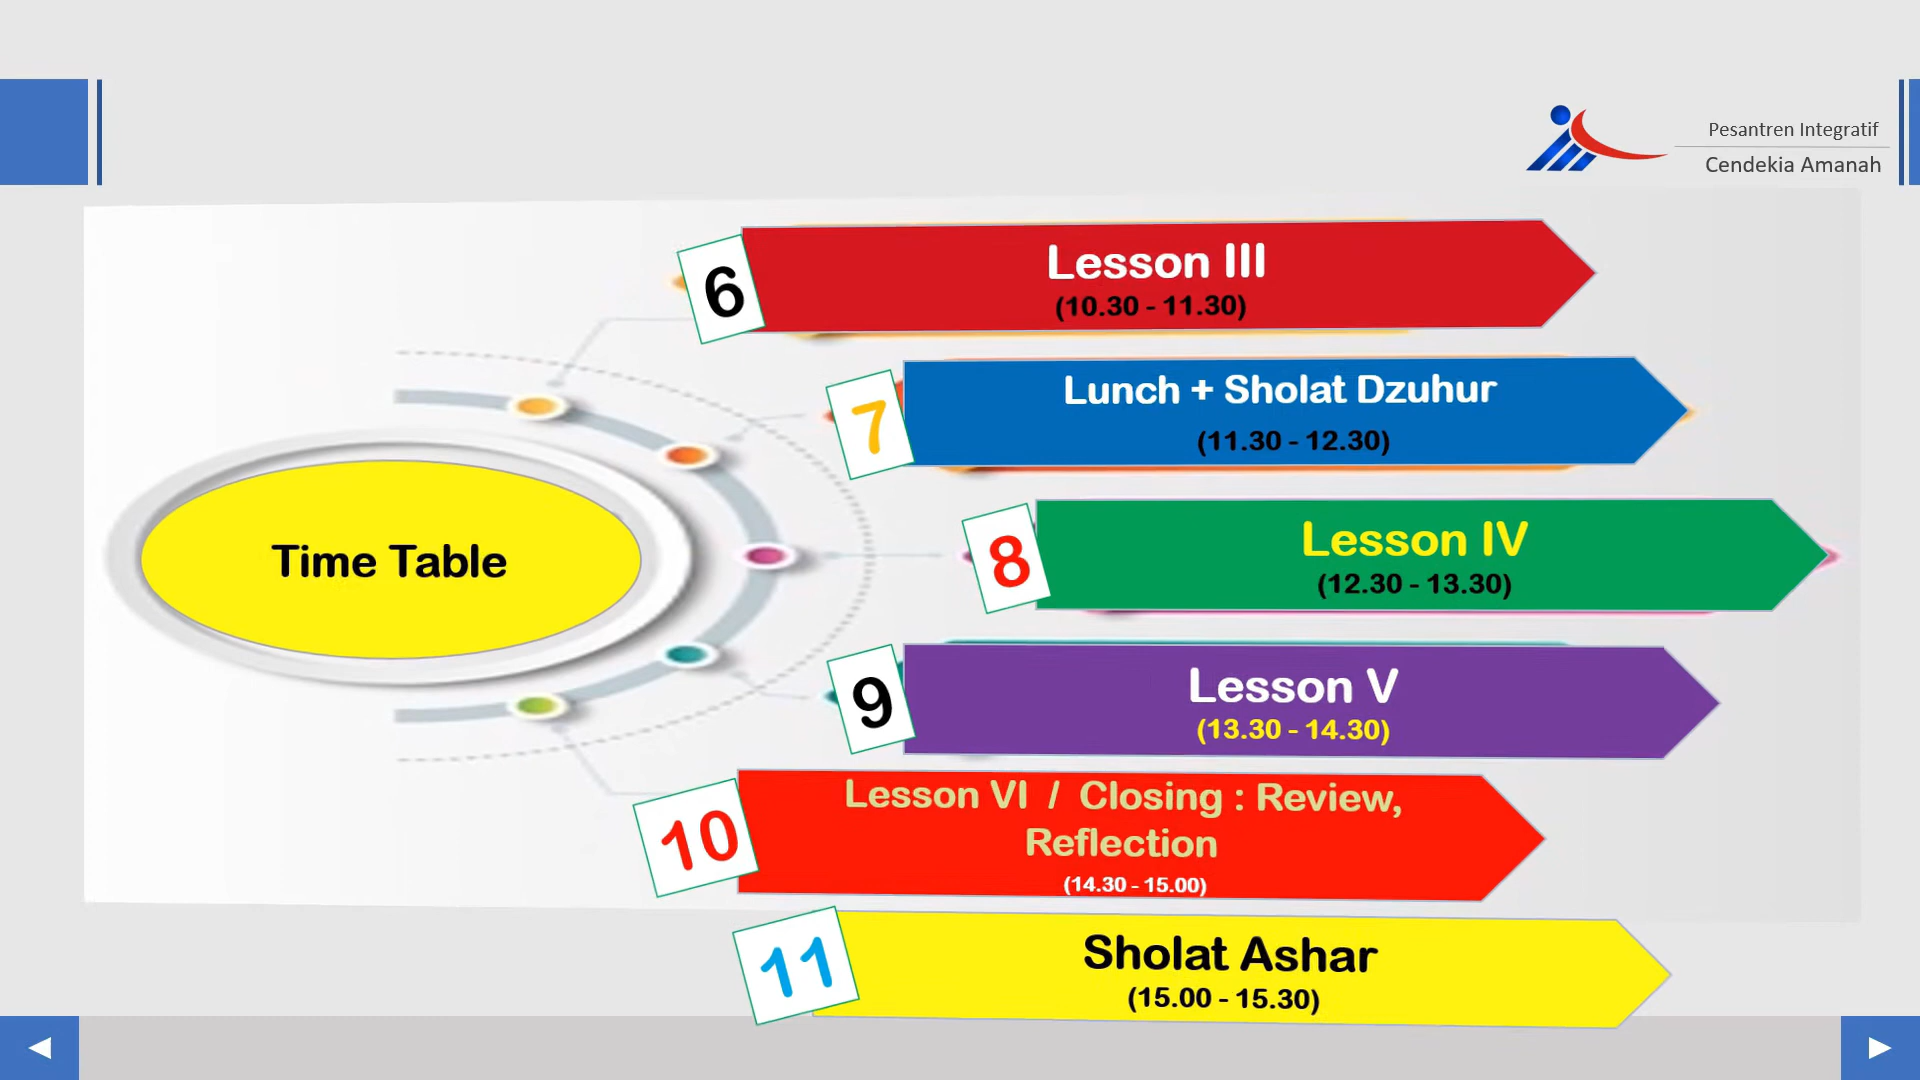 Pesantren Integratif
Cendekia Amanah
6
Lesson III
(10.30 - 11.30)
7
Lunch + Sholat Dzuhur
(11.30 - 12.30)
8
Lesson IV
(12.30 - 13.30)
Time Table
9
Lesson V
(13.30 - 14.30)
10
Lesson VI / Closing : Review,
Reflection
(14.30 - 15.00)
11
Sholat Ashar
(15.00 - 15.30)